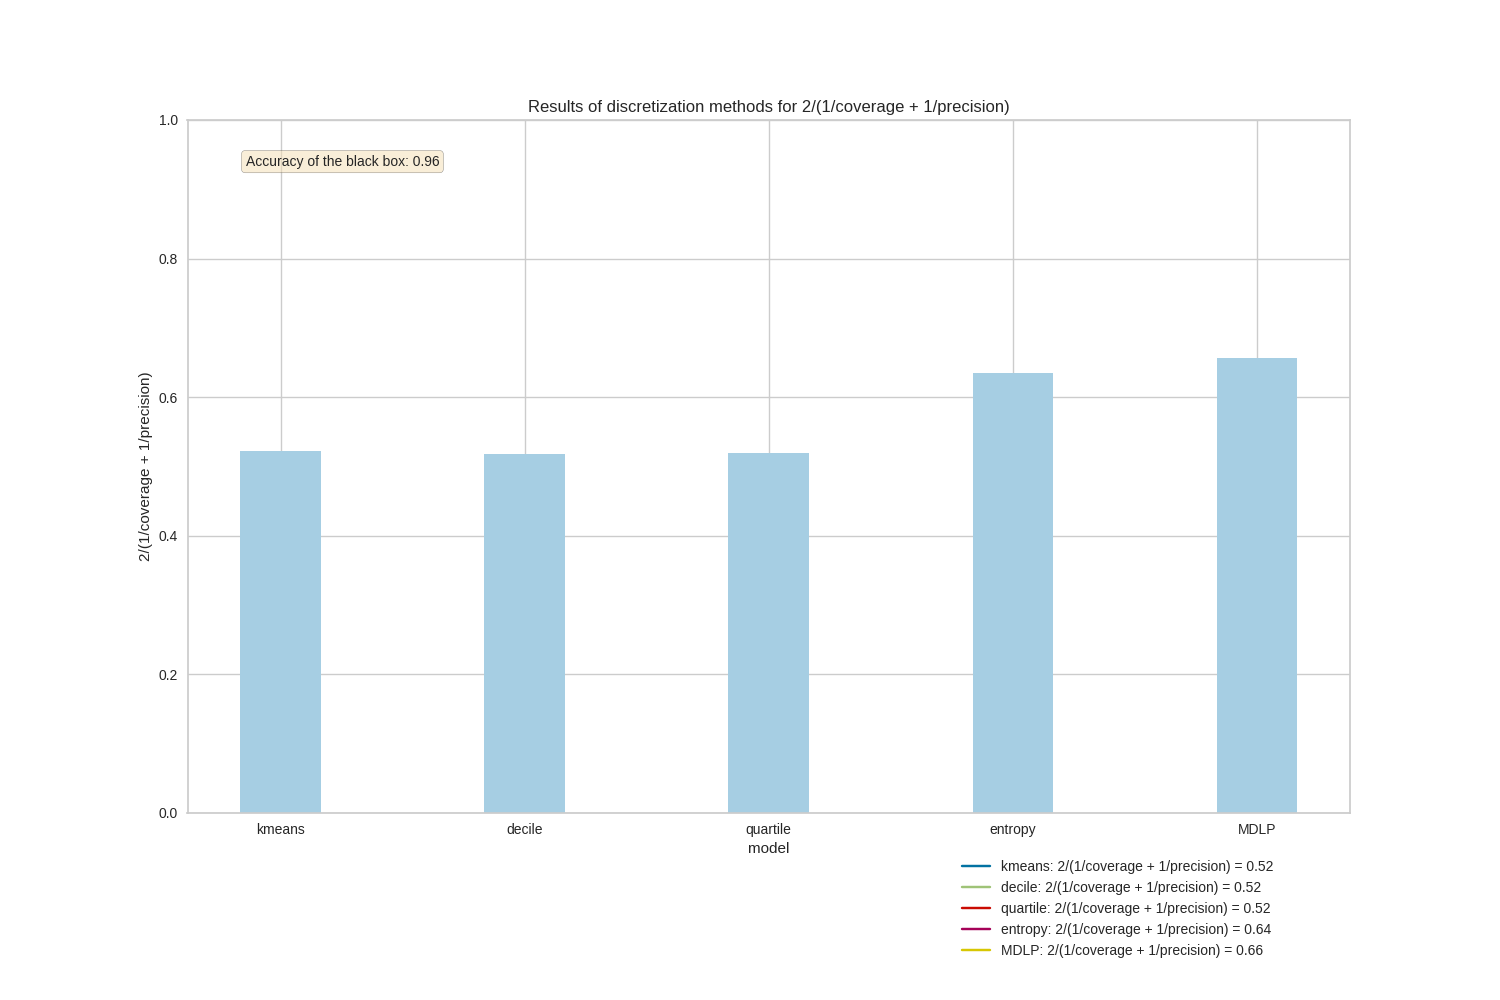 Results of discretization methods for 2/(1/coverage + 1/precision)
1.0
Accuracy of the black box: 0.96
0.8
0.6
0.4
0.2
0.0
2/(1/coverage + 1/precision)
kmeans decile quartile entropy MDLP
model
kmeans: 2/(1/coverage + 1/precision) = 0.52
decile: 2/(1/coverage + 1/precision) = 0.52
quartile: 2/(1/coverage + 1/precision) = 0.52
entropy: 2/(1/coverage + 1/precision) = 0.64
MDLP: 2/(1/coverage + 1/precision) = 0.66